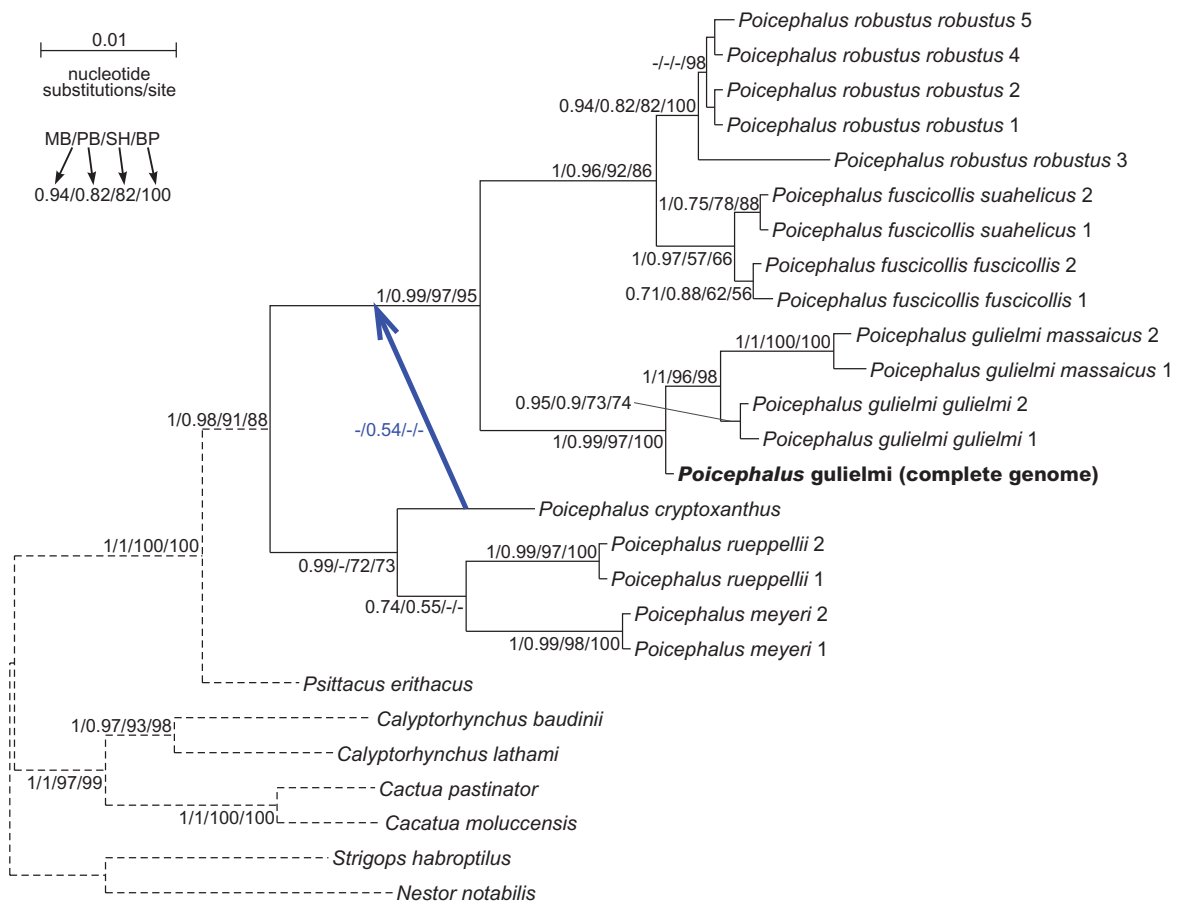 0.01
nucleotide
substitutions/site
MB/PB/SH/BP
0.94/0.82/82/100
Poicephalus robustus robustus 5
Poicephalus robustus robustus 4
-/-/-/98
Poicephalus robustus robustus 2
0.94/0.82/82/100
Poicephalus robustus robustus 1
Poicephalus robustus robustus 3
1/0.96/92/86
Poicephalus fuscicollis suahelicus 2
1/0.75/78/88
Poicephalus fuscicollis suahelicus 1
1/0.97/57/66
Poicephalus fuscicollis fuscicollis 2
0.71/0.88/62/56
Poicephalus fuscicollis fuscicollis 1
1/0.99/97/95
Poicephalus gulielmi massaicus 2
1/1/100/100
Poicephalus gulielmi massaicus 1
1/1/96/98
0.95/0.9/73/74
Poicephalus gulielmi gulielmi 2
1/0.98/91/88
-/0.54/-/-
1/0.99/97/100
Poicephalus gulielmi gulielmi 1
Poicephalus gulielmi (complete genome)
Poicephalus cryptoxanthus
1/1/100/100
1/0.99/97/100
Poicephalus rueppellii 2
0.99/-/72/73
Poicephalus rueppellii 1
0.74/0.55/-/-
Poicephalus meyeri 2
1/0.99/98/100
Poicephalus meyeri 1
Psittacus erithacus
1/0.97/93/98
Calyptorhynchus baudinii
Calyptorhynchus lathami
1/1/97/99
Cactua pastinator
1/1/100/100
Cacatua moluccensis
Strigops habroptilus
Nestor notabilis